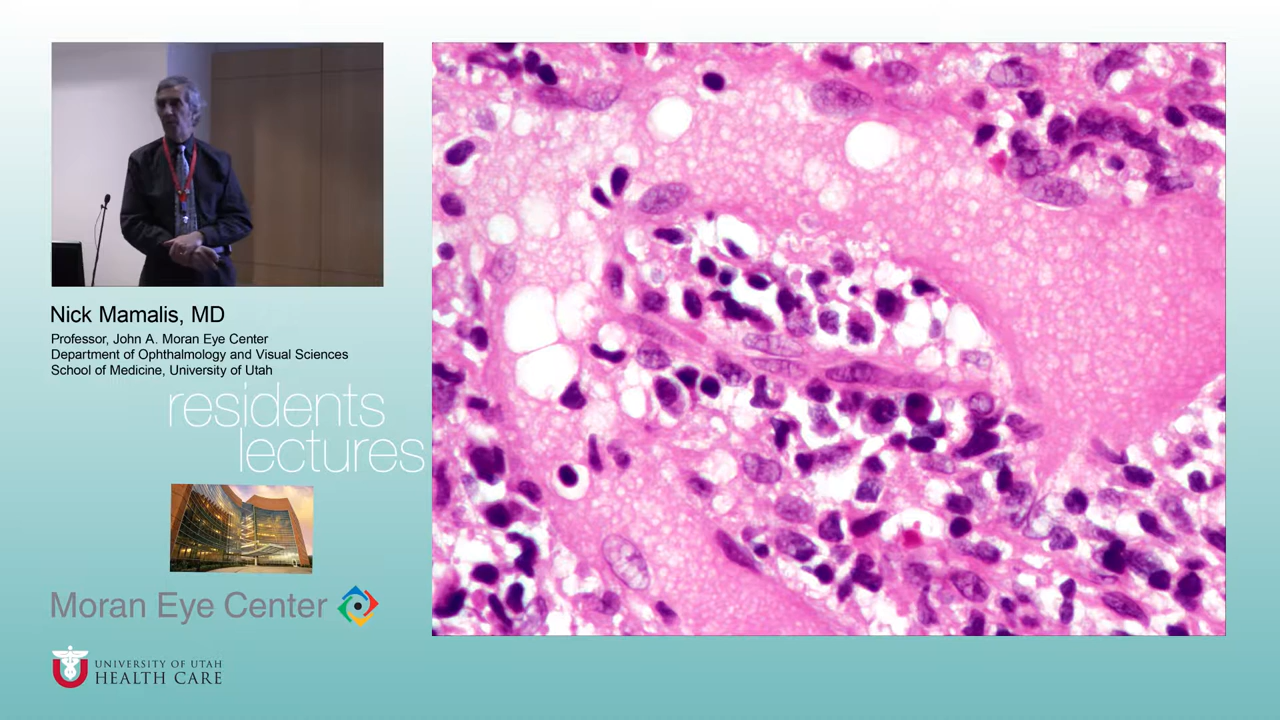 Nick Mamalis, MD
Professor, John A. Moran Eye Center
Department of Ophthalmology and Visual Sciences
School of Medicine, University of Utah
residents
lectures
Moran Eye Center
U
UNIVERSITY OF UTAH
HEALTH CARE